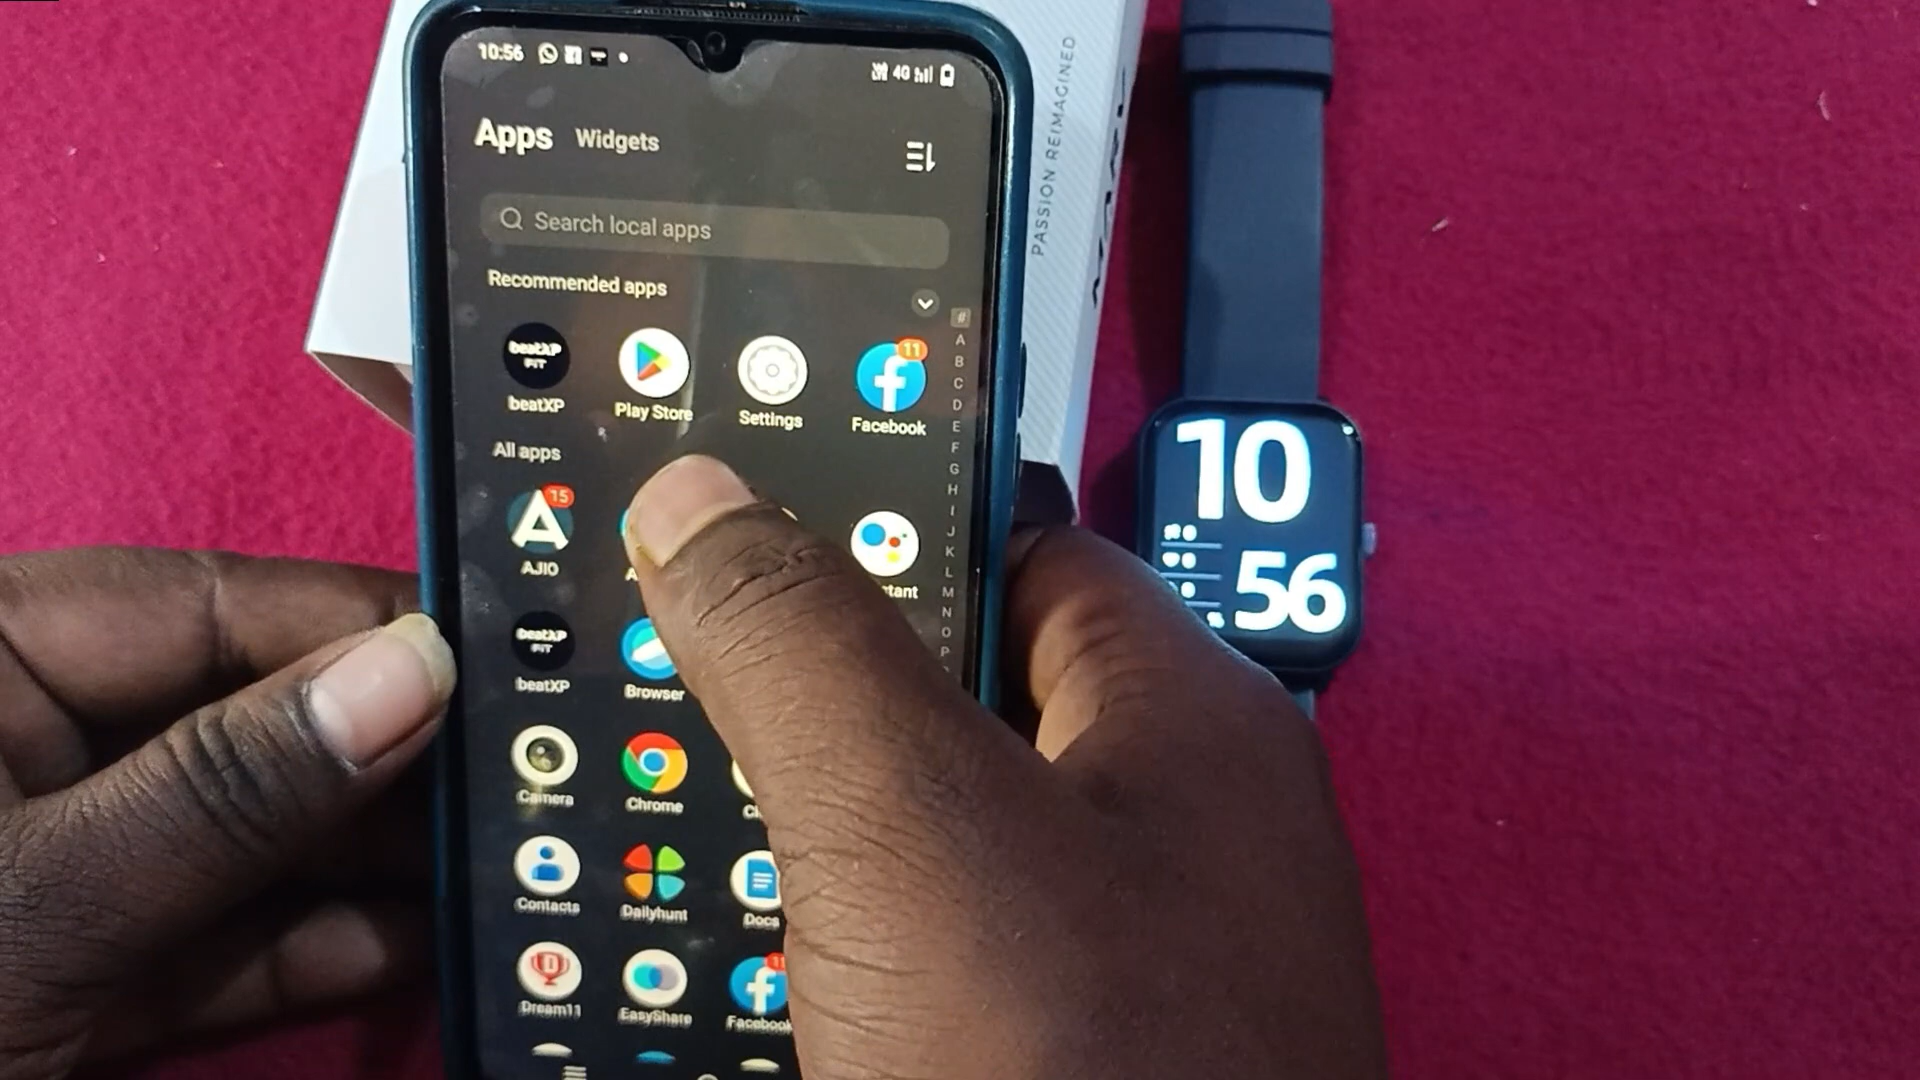 10:56
4G
Apps Widgets
Search local apps
Recommended apps
beatXP FIT
11
beatXP
Play Store
Settings
Facebook
All apps
15
AJIO
beatXP FIT
beatXP
Browser
Camera
Chrome
Contacts
Dailyhunt
Docs
11
Dream11
EasyShare
Facebook
#
A
B
C
D
E
F
G
H
I
J
K
L
M
N
O
P
PASSION REIMAGINED
10
56